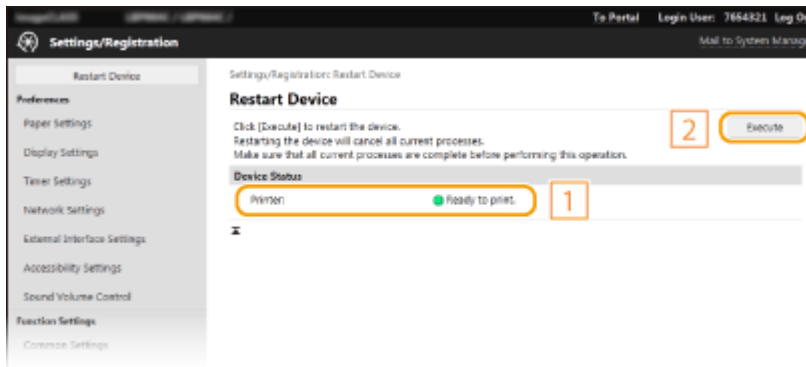 To Portal Login User: 7654321 Log O
Settings/Registration
Mail to System Manag
Restart Device
Settings/Registration: Restart Device
Preferences
Restart Device
Paper Settings
Click [Execute] to restart the device.
2
Execute
Restarting the device will cancel all current processes.
Display Settings
Make sure that all current processes are complete before performing this operation.
Device Status
Timer Settings
Printer:
Ready to print.
1
Network Settings
External Interface Settings
Accessibility Settings
Sound Volume Control
Function Settings
Common Settings